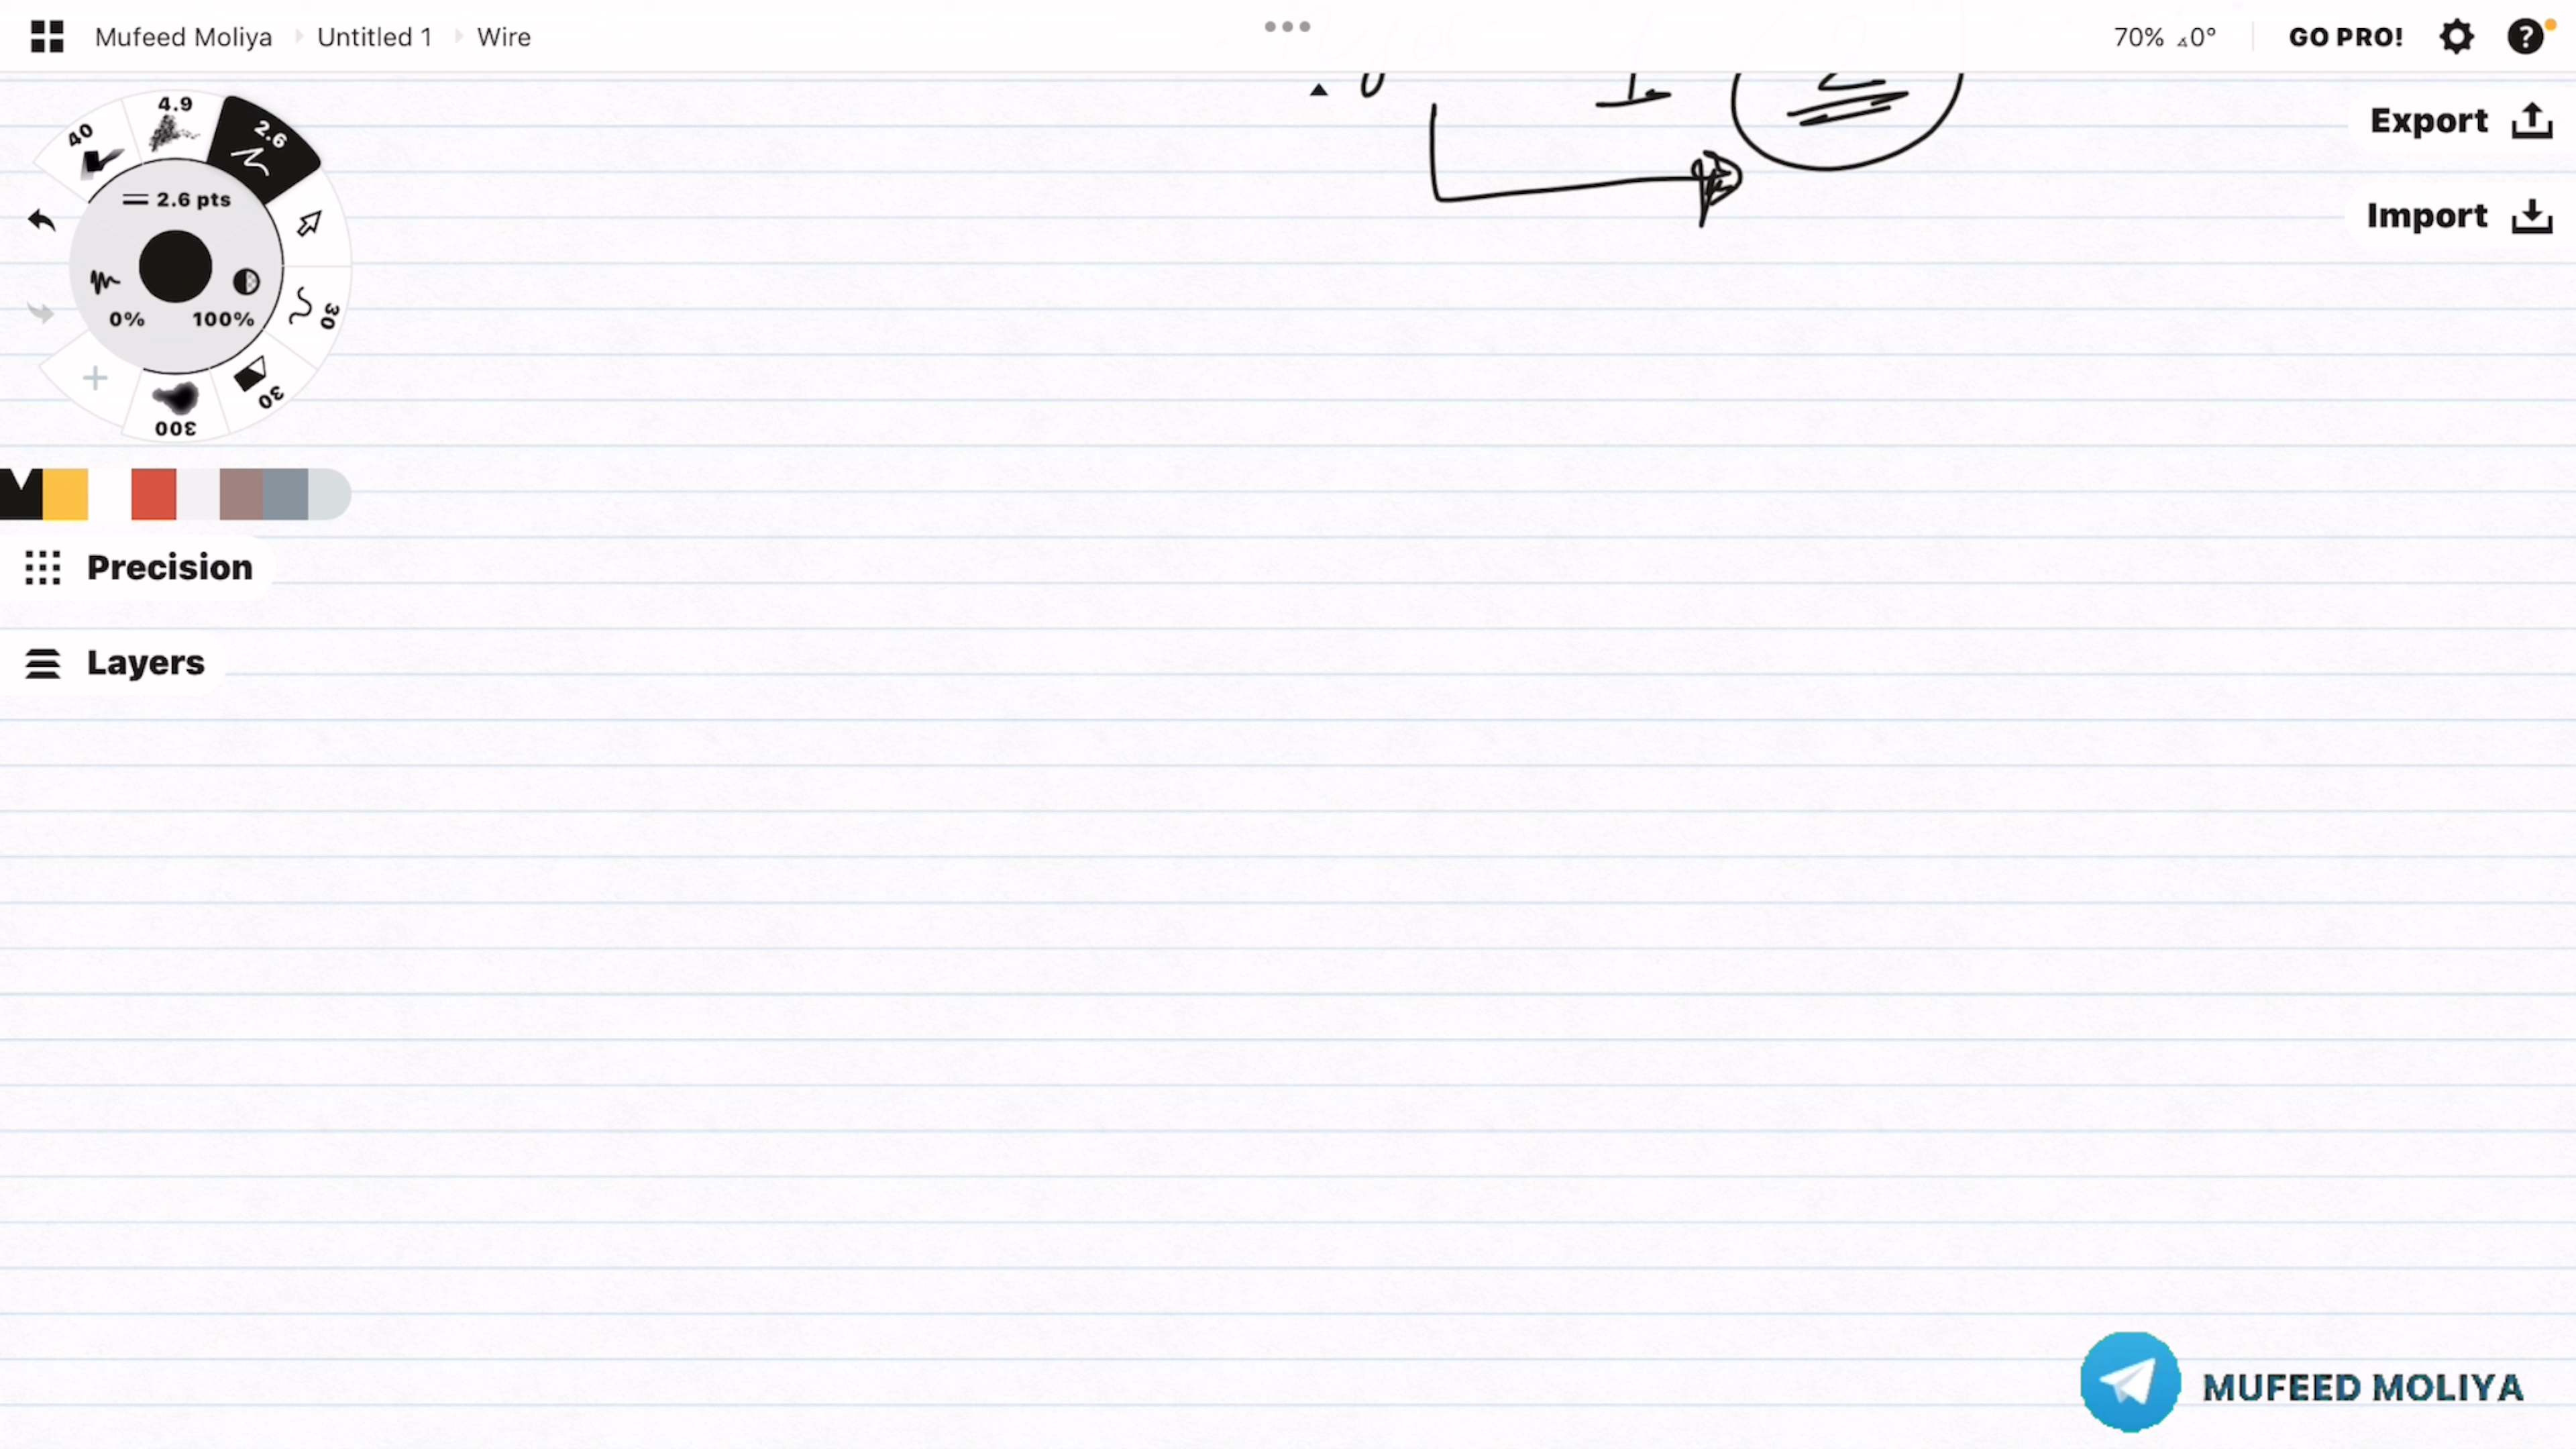 Mufeed Moliya Untitled 1 Wire
70% 0° GO PRO! ?
Export
Import
40 4.9 2.6
2.6 pts
0% 100%
30
30
300
Precision
Layers
1.
MUFEED MOLIYA